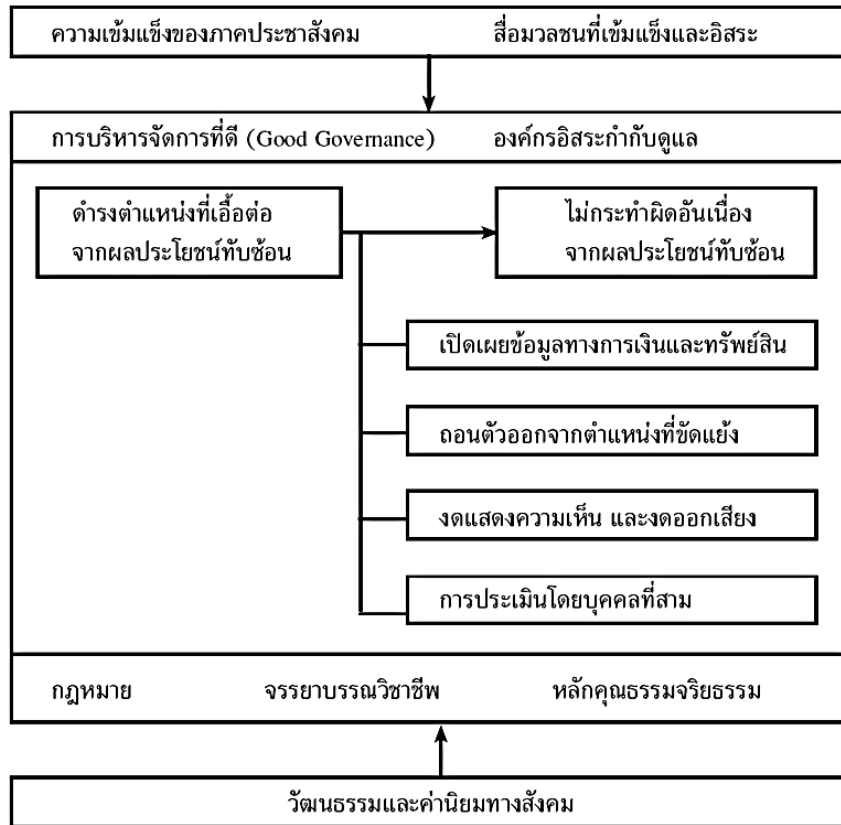 ความเข้มแข็งของภาคประชาสังคม สื่อมวลชนที่เข้มแข็งและอิสระ
การบริหารจัดการที่ดี (Good Governance) องค์กรอิสระกำกับดูแล
ดำรงตำแหน่งที่เอื้อต่อ
จากผลประโยชน์ทับซ้อน
ไม่กระทำผิดอันเนื่อง
จากผลประโยชน์ทับซ้อน
เปิดเผยข้อมูลทางการเงินและทรัพย์สิน
ถอนตัวออกจากตำแหน่งที่ขัดแย้ง
งดแสดงความเห็น และงดออกเสียง
การประเมินโดยบุคคลที่สาม
กฎหมาย จรรยาบรรณวิชาชีพ หลักคุณธรรมจริยธรรม
วัฒนธรรมและค่านิยมทางสังคม